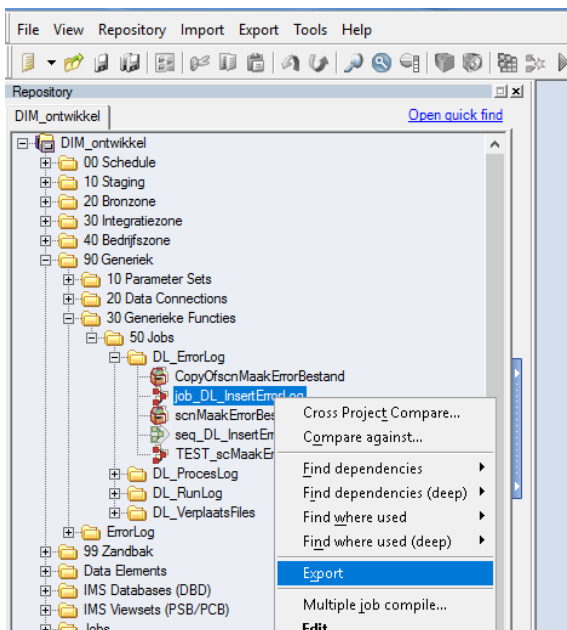 File View Repository Import Export Tools Help
Repository
DIM_ontwikkel
Open quick find
DIM_ontwikkel
00 Schedule
10 Staging
20 Bronzone
30 Integratiezone
40 Bedrijfszone
90 Generiek
10 Parameter Sets
20 Data Connections
30 Generieke Functies
50 Jobs
DL_ErrorLog
CopyOfscnMaakErrorBestand
job_DL_InsertErrorLog
scnMaakErrorBes
seq_DL_InsertErr
TEST_scMaakEr
DL_ProcesLog
DL_RunLog
DL_VerplaatsFiles
ErrorLog
99 Zandbak
Data Elements
IMS Databases (DBD)
IMS Viewsets (PSB/PCB)
Jobs
Cross Project Compare...
Compare against...
Find dependencies
Find dependencies (deep)
Find where used
Find where used (deep)
Export
Multiple job compile...
Edit